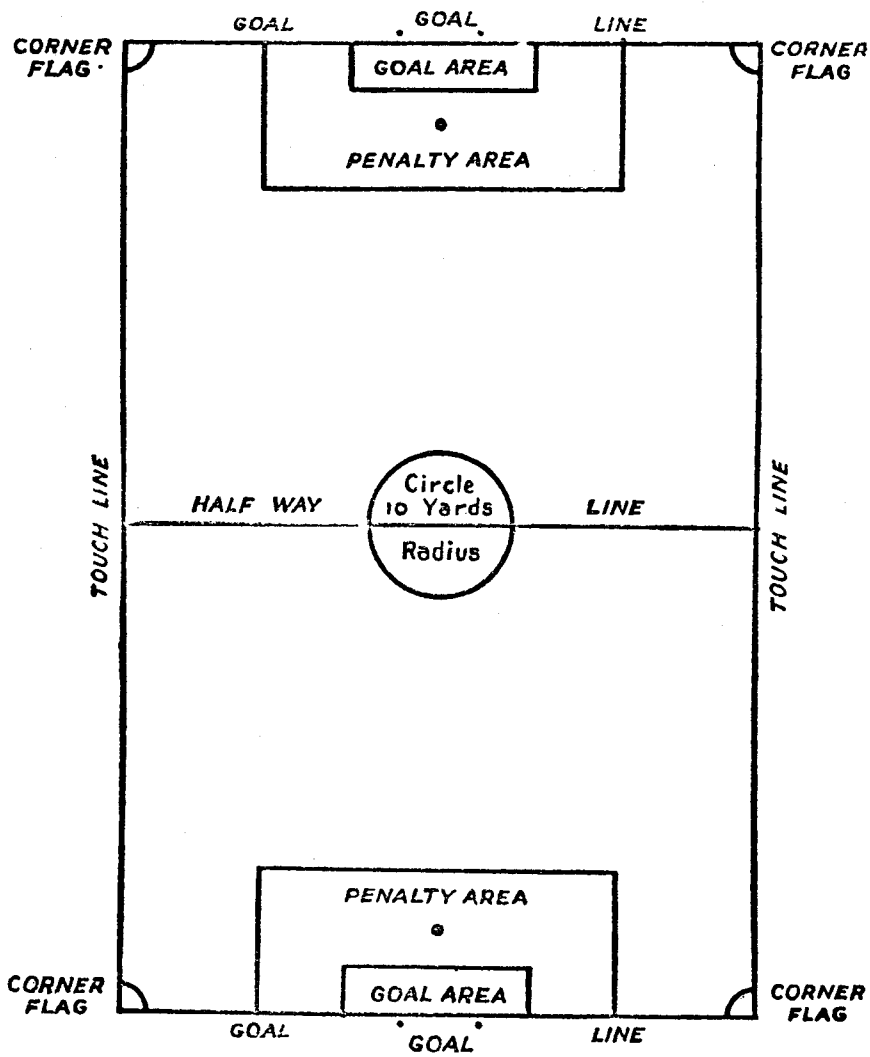 GOAL GOAL LINE
CORNER FLAG
CORNER FLAG
GOAL AREA
PENALTY AREA
TOUCH LINE
HALF WAY
Circle
10 Yards
Radius
LINE
TOUCH LINE
PENALTY AREA
GOAL AREA
CORNER FLAG
CORNER FLAG
GOAL GOAL LINE